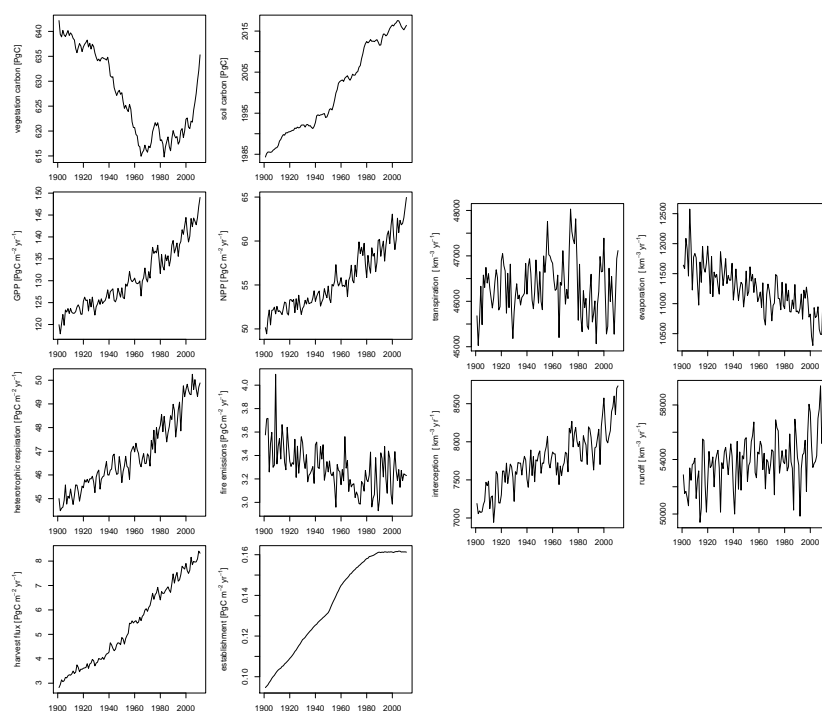 vegetation carbon [PgC]
640
635
630
625
620
615
1900 1920 1940 1960 1980 2000
soil carbon [PgC]
2015
2005
1995
1985
1900 1920 1940 1960 1980 2000
GPP [PgC m⁻² yr⁻¹]
150
145
140
135
130
125
120
1900 1920 1940 1960 1980 2000
NPP [PgC m⁻² yr⁻¹]
65
60
55
50
1900 1920 1940 1960 1980 2000
transpiration [ km⁻³ yr⁻¹]
48000
47000
46000
45000
1900 1920 1940 1960 1980 2000
evaporation [ km⁻³ yr⁻¹]
12500
11500
10500
1900 1920 1940 1960 1980 2000
heterotrophic respiration [PgC m⁻² yr⁻¹]
50
49
48
47
46
45
1900 1920 1940 1960 1980 2000
fire emissions [PgC m⁻² yr⁻¹]
4.0
3.8
3.6
3.4
3.2
3.0
1900 1920 1940 1960 1980 2000
interception [ km⁻³ yr⁻¹]
8500
8000
7500
7000
1900 1920 1940 1960 1980 2000
runoff [ km⁻³ yr⁻¹]
58000
54000
50000
1900 1920 1940 1960 1980 2000
harvest flux [PgC m⁻² yr⁻¹]
8
7
6
5
4
3
1900 1920 1940 1960 1980 2000
establishment [PgC m⁻² yr⁻¹]
0.16
0.14
0.12
0.10
1900 1920 1940 1960 1980 2000